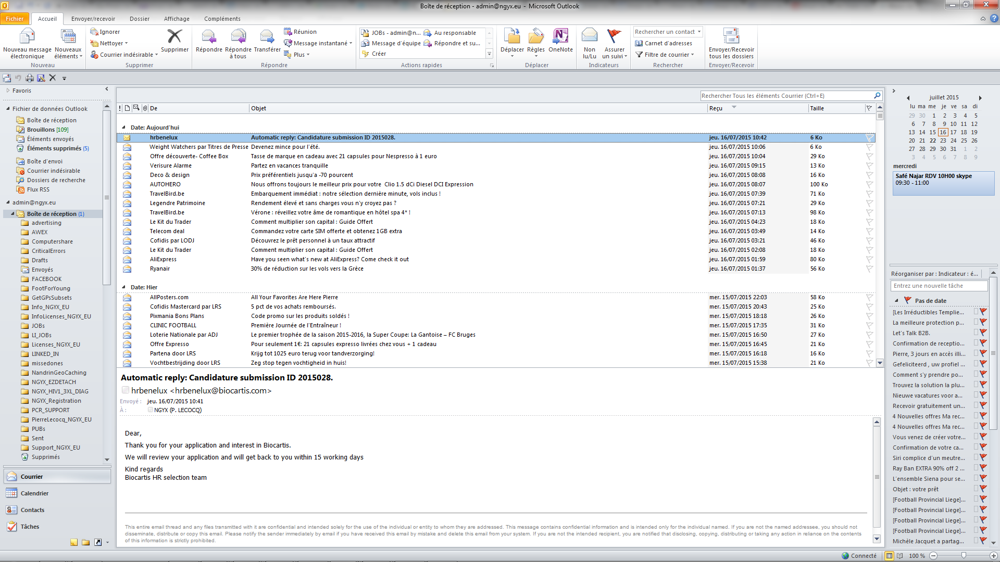 Boîte de réception - admin@ngyx.eu - Microsoft Outlook
Fichier Accueil Envoyer/recevoir Dossier Affichage Compléments
Nouveau message électronique
Nouveaux éléments
Nouveau
Ignorer
Nettoyer
Courrier indésirable
Supprimer
Supprimer
Répondre
Répondre à tous
Transférer
Réunion
Message instantané
Plus
Répondre
JOBs - admin@n... Au responsable
Message d'équipe Répondre et su...
Créer
Actions rapides
Déplacer
Règles
OneNote
Déplacer
Non lu/Lu
Assurer un suivi
Indicateurs
Rechercher un contact
Carnet d'adresses
Filtre de courrier
Rechercher
Envoyer/Recevoir tous les dossiers
Envoyer/Recevoir
Favoris
Fichier de données Outlook
Boîte de réception
Brouillons [109]
Éléments envoyés
Éléments supprimés (5)
Boîte d'envoi
Courrier indésirable
Dossiers de recherche
Flux RSS
admin@ngyx.eu
Boîte de réception (1)
advertising
AWEX
Computershare
CriticalErrors
Drafts
Envoyés
FACEBOOK
FootForYoung
GetGPsSubsets
Info_NGYX_EU
InfoLicenses_NGYX_EU
JOBs
LI_JOBs
Licenses_NGYX_EU
LINKED_IN
missedones
NandrinGeoCaching
NGYX_EZDETACH
NGYX_HIV1_3XL_DIAG
NGYX_Registration
PCR_SUPPORT
PierreLecocq_NGYX_EU
PUBs
Sent
Support_NGYX_EU
Supprimés
Courrier
Calendrier
Contacts
Tâches
Rechercher Tous les éléments Courrier (Ctrl+E)
De Objet Reçu Taille
Date: Aujourd'hui
hrbenelux Automatic reply: Candidature submission ID 2015028. jeu. 16/07/2015 10:42 6 Ko
Weight Watchers par Titres de Presse Devenez mince pour l'été. jeu. 16/07/2015 10:06 6 Ko
Offre découverte- Coffee Box Tasse de marque en cadeau avec 21 capsules pour Nespresso à 1 euro jeu. 16/07/2015 10:04 29 Ko
Verisure Alarme Partez en vacances tranquille jeu. 16/07/2015 09:15 13 Ko
Deco & design Prix préférentiels jusqu'a -70 pourcent jeu. 16/07/2015 08:08 16 Ko
AUTOHERO Nous offrons toujours le meilleur prix pour votre Clio 1.5 dCi Diesel DCI Expression jeu. 16/07/2015 08:07 100 Ko
TravelBird.be Embarquement immédiat : notre sélection dernière minute, vols inclus ! jeu. 16/07/2015 07:39 71 Ko
Legendre Patrimoine Rendement élevé et sans charges vous n'y croyez pas ? jeu. 16/07/2015 07:21 29 Ko
TravelBird.be Vérone : réveillez votre âme de romantique en hôtel spa 4* ! jeu. 16/07/2015 07:13 98 Ko
Le Kit du Trader Comment multiplier son capital : Guide Offert jeu. 16/07/2015 04:23 18 Ko
Telecom deal Commandez votre carte SIM offerte et obtenez 1GB extra jeu. 16/07/2015 03:49 14 Ko
Cofidis par LODJ Découvrez le prêt personnel à un taux attractif jeu. 16/07/2015 03:21 46 Ko
Le Kit du Trader Comment multiplier son capital : Guide Offert jeu. 16/07/2015 02:08 18 Ko
AliExpress Have you seen what's new at AliExpress? Come check it out jeu. 16/07/2015 01:59 80 Ko
Ryanair 30% de réduction sur les vols vers la Grèce jeu. 16/07/2015 01:37 56 Ko
Date: Hier
AllPosters.com All Your Favorites Are Here Pierre mer. 15/07/2015 22:03 58 Ko
Cofidis Mastercard par LRS 5 pct de vos achats remboursés. mer. 15/07/2015 20:43 25 Ko
Pixmania Bons Plans Code promo sur les produits soldés ! mer. 15/07/2015 18:18 26 Ko
CLINIC FOOTBALL Première Journée de l'Entraîneur ! mer. 15/07/2015 17:35 31 Ko
Loterie Nationale par ADJ Le premier trophée de la saison 2015-2016, la Super Coupe: La Gantoise – FC Bruges mer. 15/07/2015 16:50 27 Ko
Offre Expresso Pour seulement 1€: 21 capsules expresso livrées chez vous + 1 cadeau mer. 15/07/2015 16:45 21 Ko
Partena door LRS Krijg tot 1025 euro terug voor tandverzorging! mer. 15/07/2015 16:18 16 Ko
Vochtbestrijding door LRS Zeg stop tegen vochtigheid in huis! mer. 15/07/2015 15:38 21 Ko
Automatic reply: Candidature submission ID 2015028.
hrbenelux <hrbenelux@biocartis.com>
Envoyé : jeu. 16/07/2015 10:41
À : NGYX (P. LECOCQ)
Dear,
Thank you for your application and interest in Biocartis.
We will review your application and will get back to you within 15 working days
Kind regards
Biocartis HR selection team
This entire email thread and any files transmitted with it are confidential and intended solely for the use of the individual or entity to whom they are addressed. This message contains confidential information and is intended only for the individual named. If you are not the named addressee, you should not
disseminate, distribute or copy this email. Please notify the sender immediately by email if you have received this email by mistake and delete this email from your system. If you are not the intended recipient, you are notified that disclosing, copying, distributing or taking any action in reliance on the contents
of this information is strictly prohibited.
juillet 2015
lu ma me je ve sa di
29 30 1 2 3 4 5
6 7 8 9 10 11 12
13 14 15 16 17 18 19
20 21 22 23 24 25 26
27 28 29 30 31 1 2
3 4 5 6 7 8 9
mercredi
Safé Najar RDV 10H00 skype
09:30 - 11:00
Réorganiser par : Indicateur : é...
Entrez une nouvelle tâche
Pas de date
[Les Irréductibles Templie...
La meilleure protection p...
Let's Talk B2B.
Confirmation de receptio...
Pierre, 3 jours en accès illi...
Gefeliciteerd , uw profiel ...
Comment s'y prendre po...
Trouvez la solution la plu...
Nieuwe vacatures voor a...
Recevoir gratuitement un...
4 Nouvelles offres Ma rec...
4 Nouvelles offres Ma rec...
Vous venez de créer votre...
Confirmation de votre ca...
Siri complice d'un meutre...
Ray Ban EXTRA 90% off 2 ...
L'ensemble Siena pour se...
Objet : votre prêt
[Football Provincial Liege]...
[Football Provincial Liege]...
[Football Provincial Liege]...
[Football Provincial Liege]...
Michèle Jacquet a partag...
Connecté 100 %